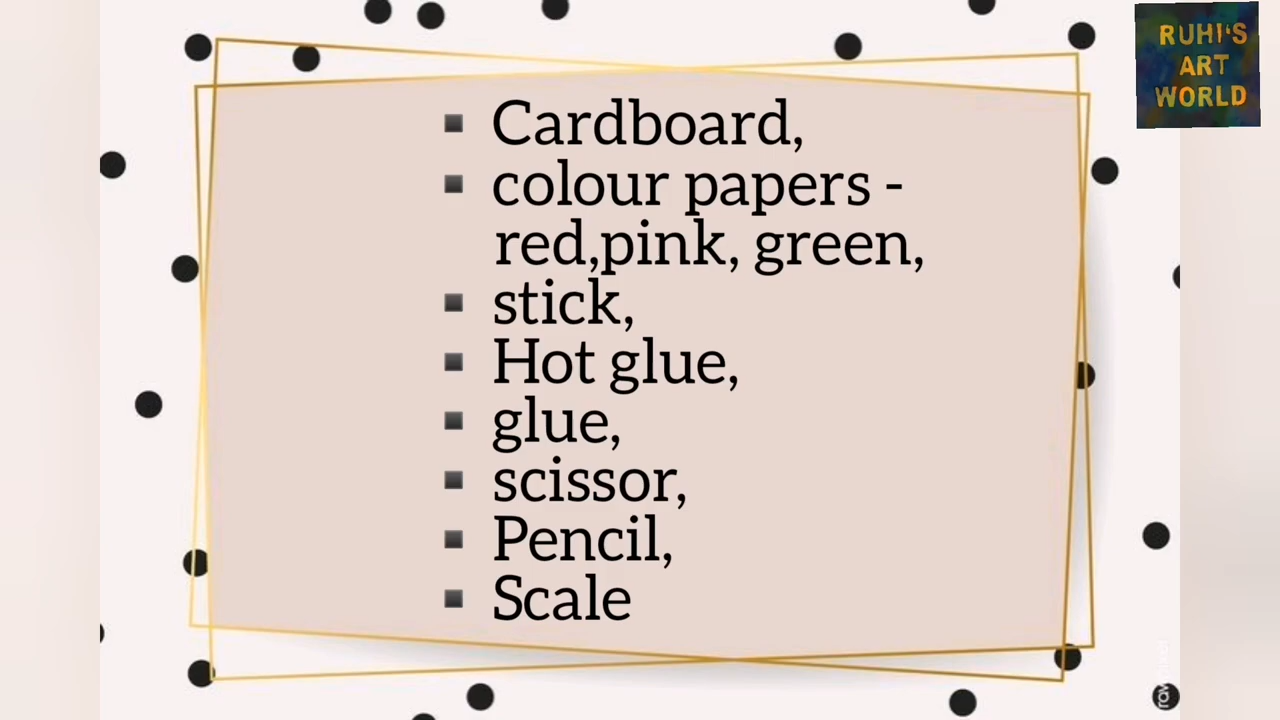 RUHI'S
ART
WORLD
▪ Cardboard,
▪ colour papers -
red,pink, green,
▪ stick,
▪ Hot glue,
▪ glue,
▪ scissor,
▪ Pencil,
▪ Scale